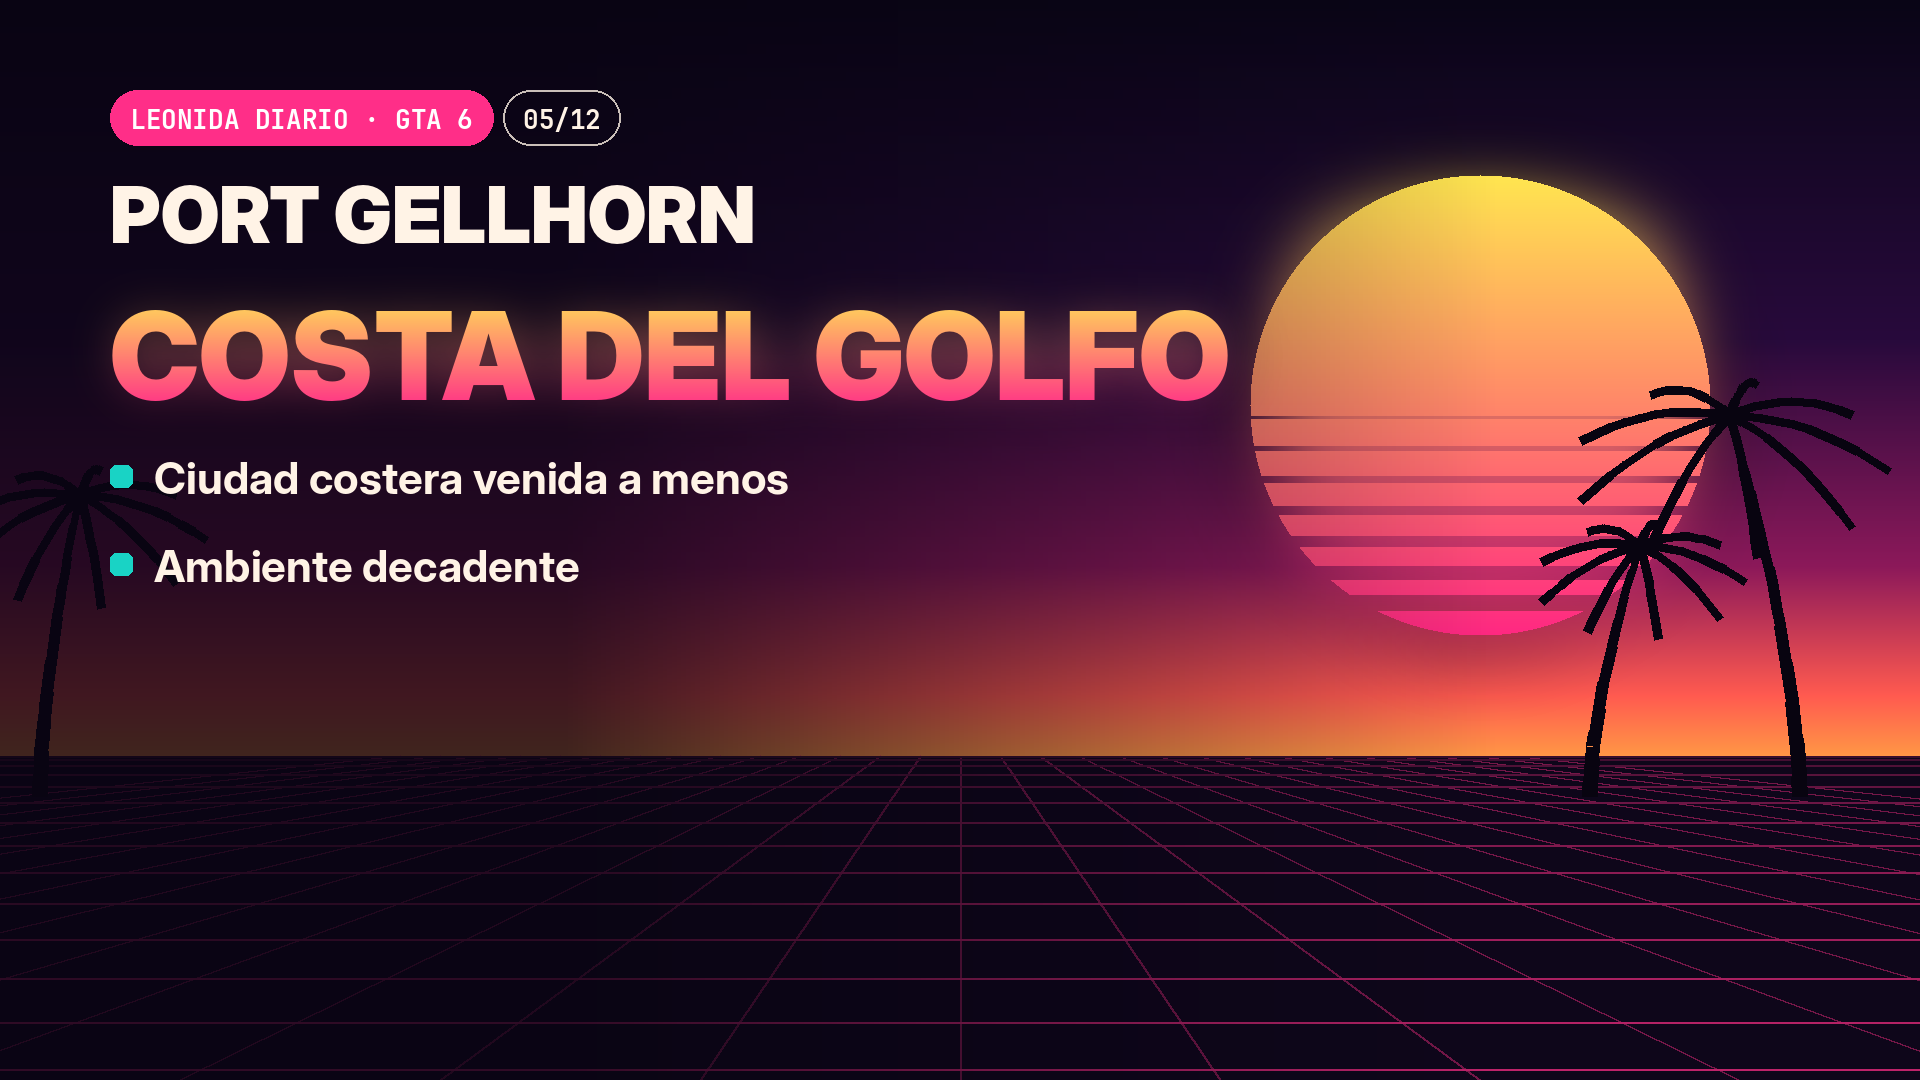 LEONIDA DIARIO · GTA 6 05/12
PORT GELLHORN
COSTA DEL GOLFO
Ciudad costera venida a menos
Ambiente decadente